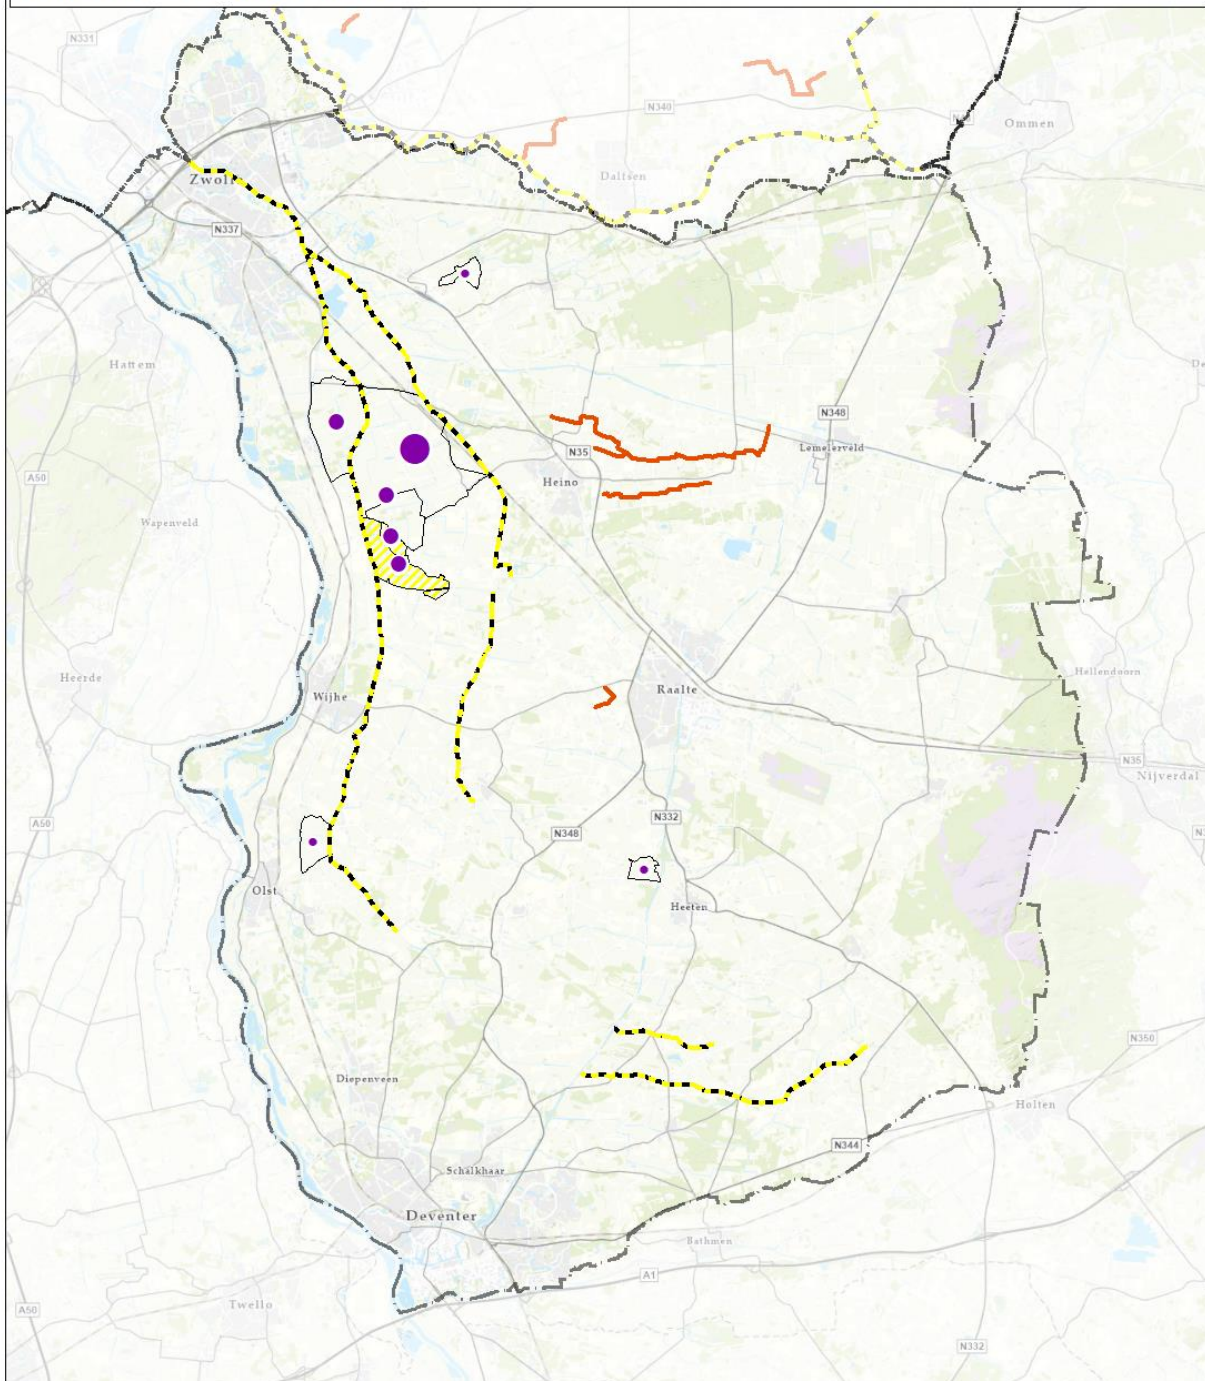 N331
N340
Ommen
Dalfsen
Zwoll
N337
Hattem
N348
Lemelerveld
N35
Heino
A50
Wapenveld
Heerde
Wijhe
Raalte
Hellendoorn
N35
Nijverdal
A50
N332
N348
Olst
Heeten
N350
Diepenveen
Holten
N344
Schalkhaar
Deventer
Bathmen
A1
Twello
A50
N332